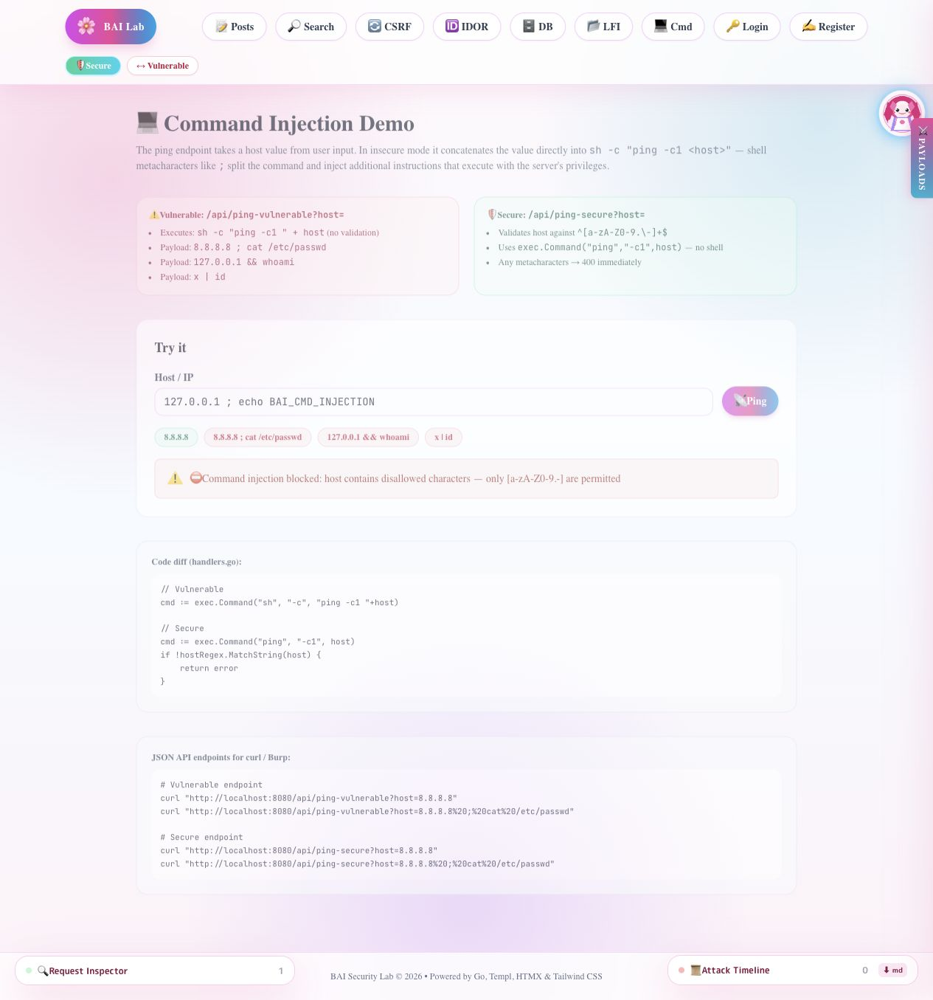 BAI Lab
Posts
Search
CSRF
IDOR
DB
LFI
Cmd
Login
Register
Secure
↔ Vulnerable
Command Injection Demo
The ping endpoint takes a host value from user input. In insecure mode it concatenates the value directly into sh -c "ping -c1 <host>" — shell
metacharacters like ; split the command and inject additional instructions that execute with the server's privileges.
Vulnerable: /api/ping-vulnerable?host=
• Executes: sh -c "ping -c1 " + host (no validation)
• Payload: 8.8.8.8 ; cat /etc/passwd
• Payload: 127.0.0.1 && whoami
• Payload: x | id
Secure: /api/ping-secure?host=
• Validates host against ^[a-zA-Z0-9.\-]+$
• Uses exec.Command("ping","-c1",host) — no shell
• Any metacharacters → 400 immediately
PAYLOADS
Try it
Host / IP
127.0.0.1 ; echo BAI_CMD_INJECTION
Ping
8.8.8.8
8.8.8.8 ; cat /etc/passwd
127.0.0.1 && whoami
x | id
Command injection blocked: host contains disallowed characters — only [a-zA-Z0-9.-] are permitted
Code diff (handlers.go):
// Vulnerable
cmd := exec.Command("sh", "-c", "ping -c1 "+host)
// Secure
cmd := exec.Command("ping", "-c1", host)
if !hostRegex.MatchString(host) {
return error
}
JSON API endpoints for curl / Burp:
# Vulnerable endpoint
curl "http://localhost:8080/api/ping-vulnerable?host=8.8.8.8"
curl "http://localhost:8080/api/ping-vulnerable?host=8.8.8.8%20;%20cat%20/etc/passwd"
# Secure endpoint
curl "http://localhost:8080/api/ping-secure?host=8.8.8.8"
curl "http://localhost:8080/api/ping-secure?host=8.8.8.8%20;%20cat%20/etc/passwd"
Request Inspector 1
BAI Security Lab © 2026 • Powered by Go, Templ, HTMX & Tailwind CSS
Attack Timeline 0 ⬇ md